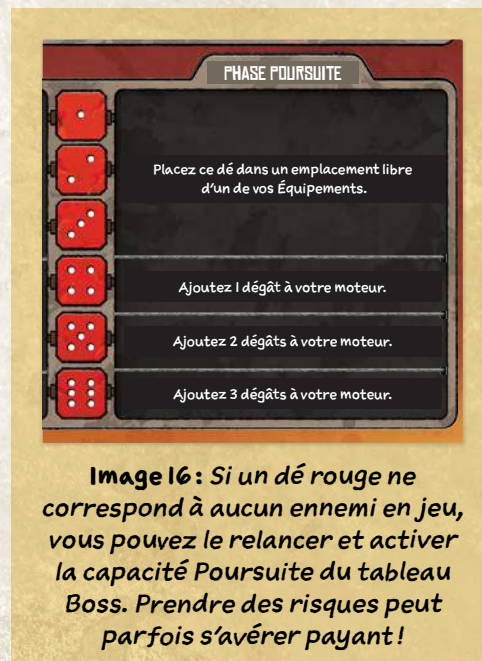 PHASE POURSUITE
Placez ce dé dans un emplacement libre
d'un de vos Équipements.
Ajoutez 1 dégât à votre moteur.
Ajoutez 2 dégâts à votre moteur.
Ajoutez 3 dégâts à votre moteur.
Image 16 : Si un dé rouge ne
correspond à aucun ennemi en jeu,
vous pouvez le relancer et activer
la capacité Poursuite du tableau
Boss. Prendre des risques peut
parfois s'avérer payant !